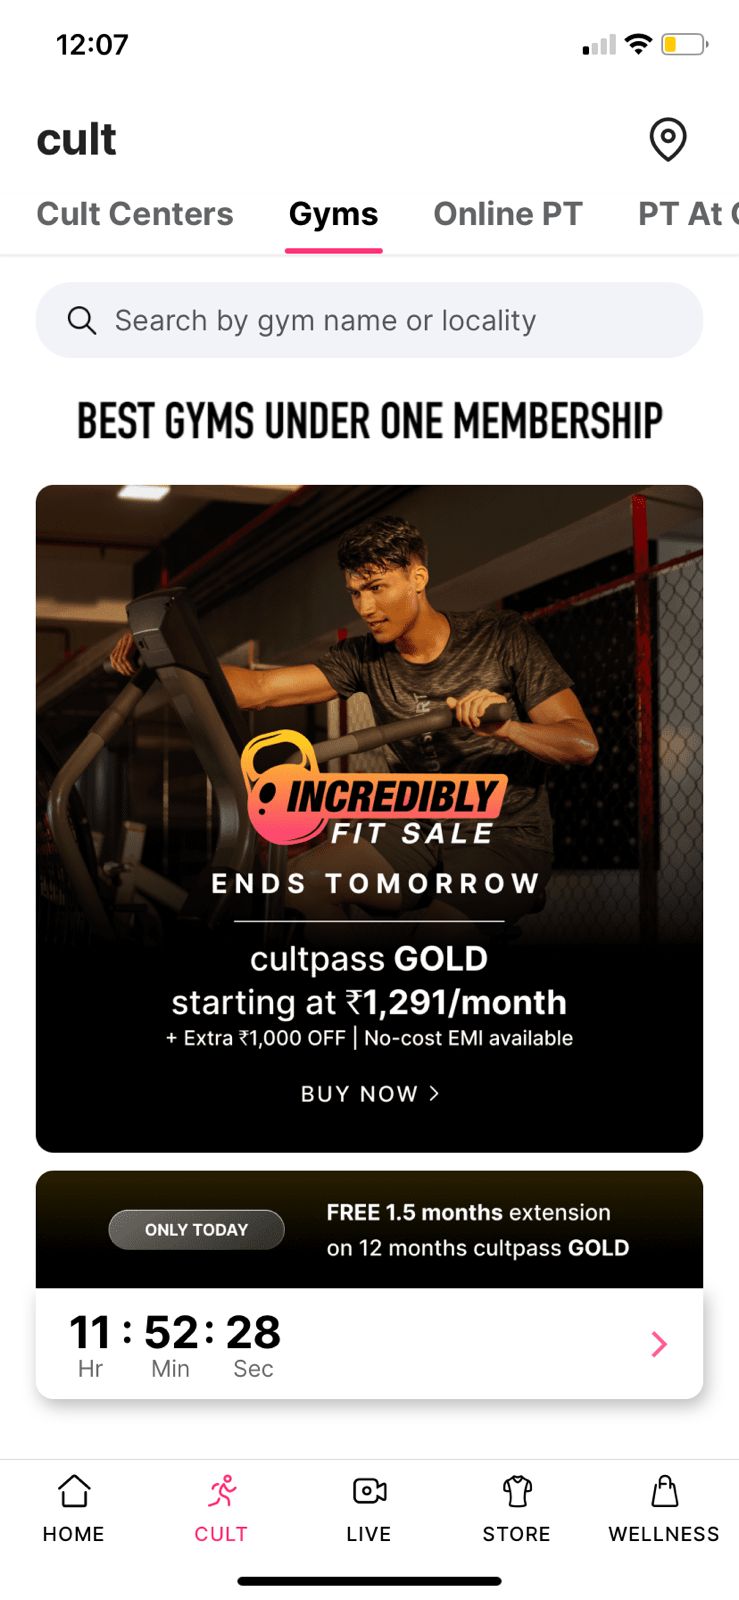 12:07
cult
Cult Centers Gyms Online PT PT At
Search by gym name or locality
BEST GYMS UNDER ONE MEMBERSHIP
INCREDIBLY
FIT SALE
ENDS TOMORROW
cultpass GOLD
starting at ₹1,291/month
+ Extra ₹1,000 OFF | No-cost EMI available
BUY NOW >
ONLY TODAY
FREE 1.5 months extension
on 12 months cultpass GOLD
11 : 52 : 28
Hr Min Sec
HOME CULT LIVE STORE WELLNESS